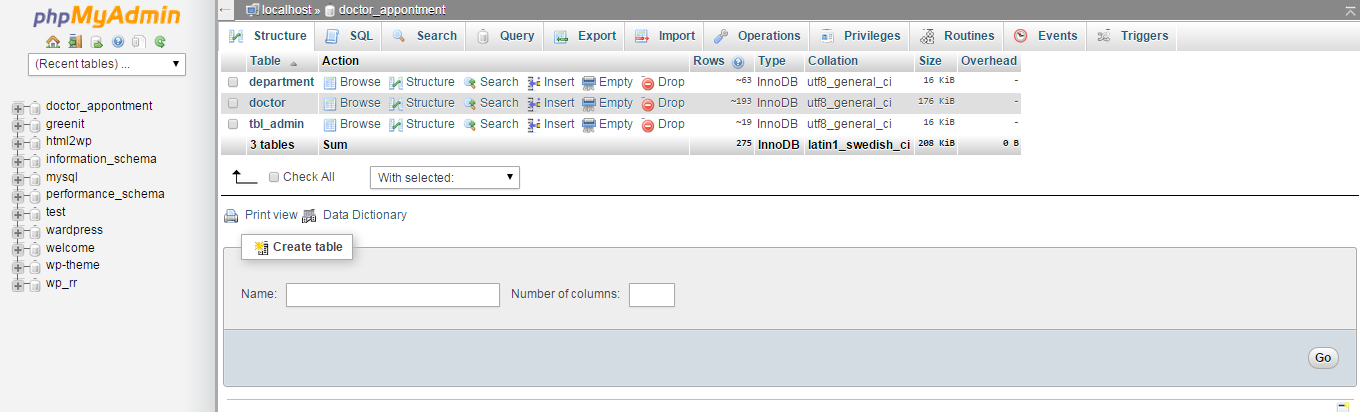 phpMyAdmin
(Recent tables) ...
doctor_appontment
greenit
html2wp
information_schema
mysql
performance_schema
test
wardpress
welcome
wp-theme
wp_rr
localhost » doctor_appontment
Structure SQL Search Query Export Import Operations Privileges Routines Events Triggers
Table Action Rows Type Collation Size Overhead
department Browse Structure Search Insert Empty Drop ~63 InnoDB utf8_general_ci 16 KiB -
doctor Browse Structure Search Insert Empty Drop ~193 InnoDB utf8_general_ci 176 KiB -
tbl_admin Browse Structure Search Insert Empty Drop ~19 InnoDB utf8_general_ci 16 KiB -
3 tables Sum 275 InnoDB latin1_swedish_ci 208 KiB 0 B
Check All With selected:
Print view Data Dictionary
Create table
Name: Number of columns:
Go